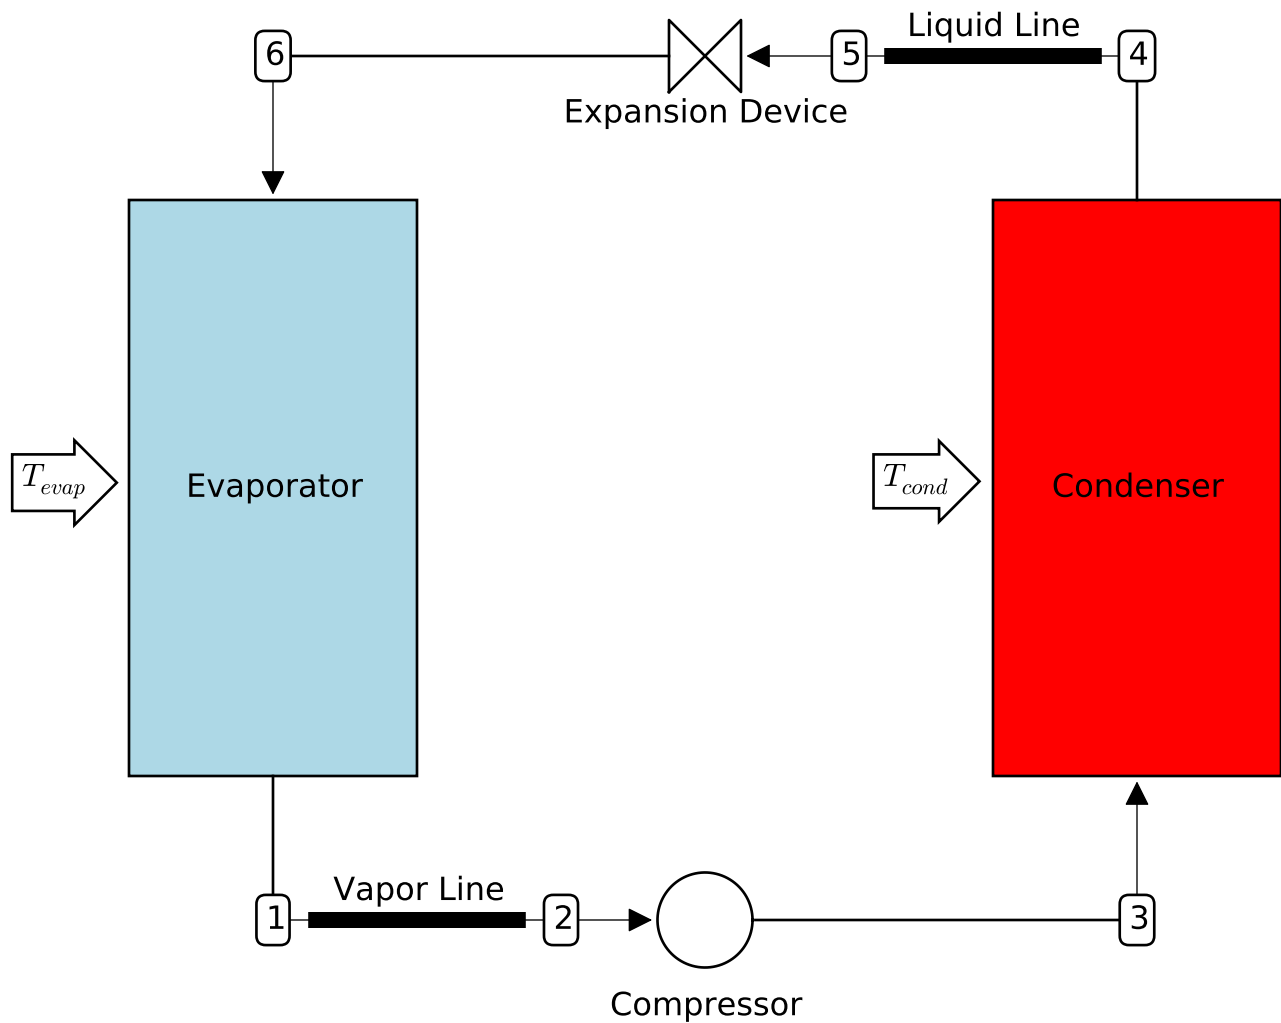 Liquid Line
6
5
4
Expansion Device
T_evap
Evaporator
T_cond
Condenser
Vapor Line
1
2
3
Compressor